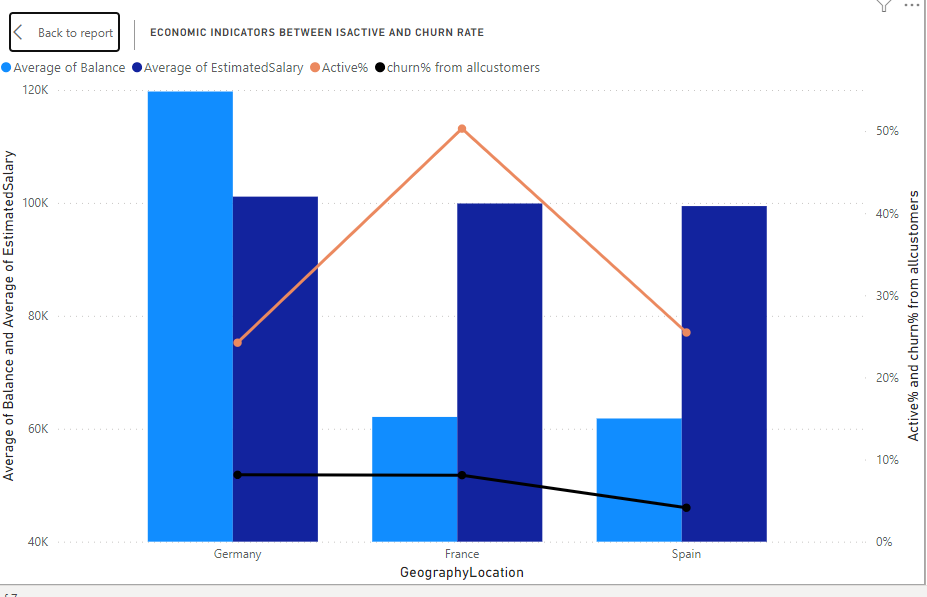 Back to report
ECONOMIC INDICATORS BETWEEN ISACTIVE AND CHURN RATE
Average of Balance Average of EstimatedSalary Active% churn% from allcustomers
Average of Balance and Average of EstimatedSalary
120K
100K
80K
60K
40K
50%
40%
30%
20%
10%
0%
Active% and churn% from allcustomers
Germany France Spain
GeographyLocation